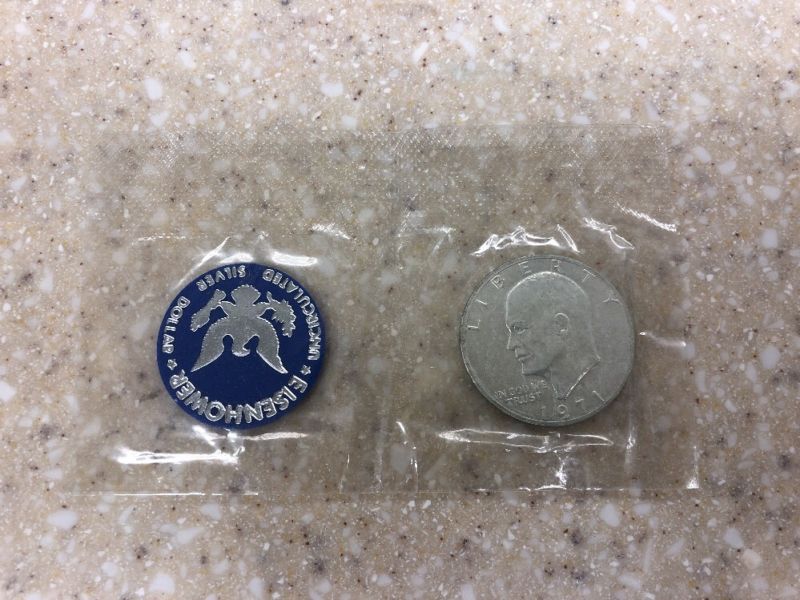 EISENHOWER
UNCIRCULATED SILVER DOLLAR
LIBERTY
IN GOD WE
TRUST
1971